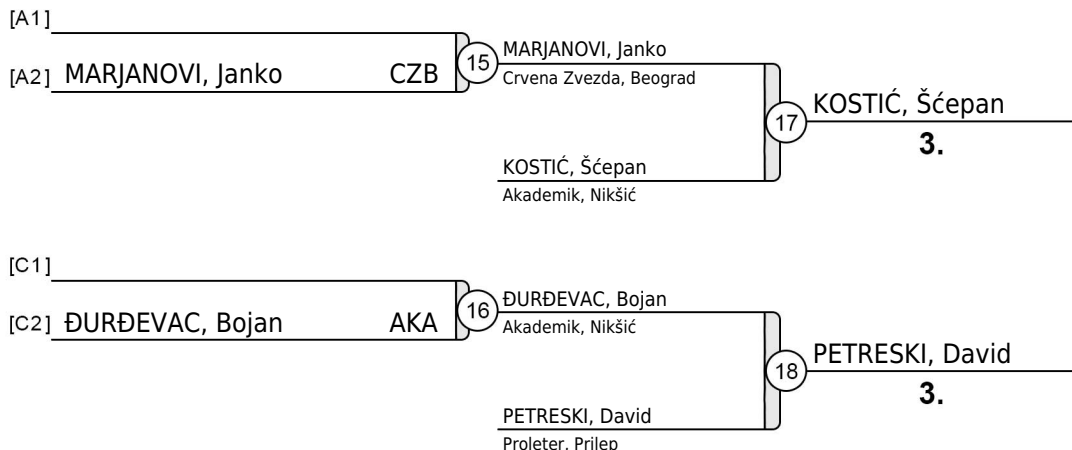 [A1]
[A2] MARJANOVI, Janko CZB
15
MARJANOVI, Janko
Crvena Zvezda, Beograd
KOSTIĆ, Šćepan
Akademik, Nikšić
17
KOSTIĆ, Šćepan
3.
[C1]
[C2] ĐURĐEVAC, Bojan AKA
16
ĐURĐEVAC, Bojan
Akademik, Nikšić
PETRESKI, David
Proleter, Prilep
18
PETRESKI, David
3.